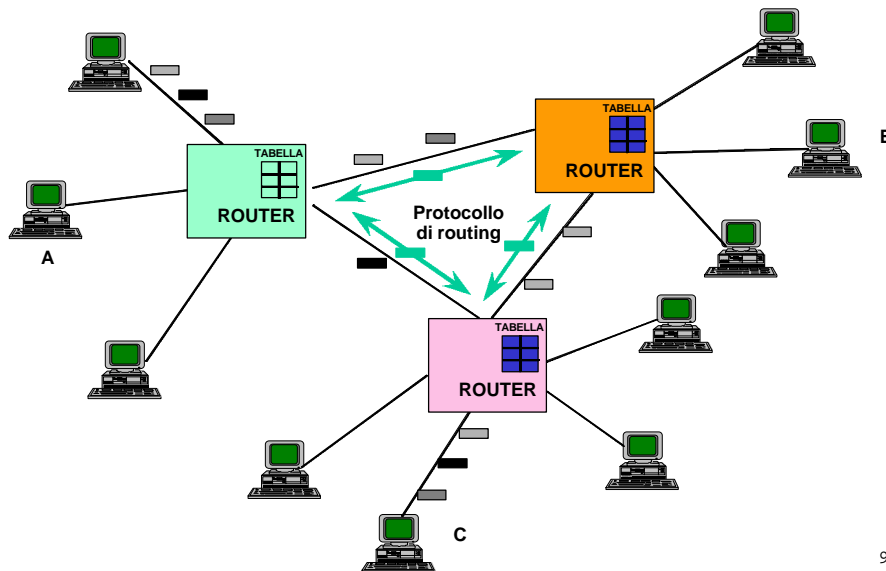 TABELLA
ROUTER
A
TABELLA
ROUTER
B
Protocollo
di routing
TABELLA
ROUTER
C
9